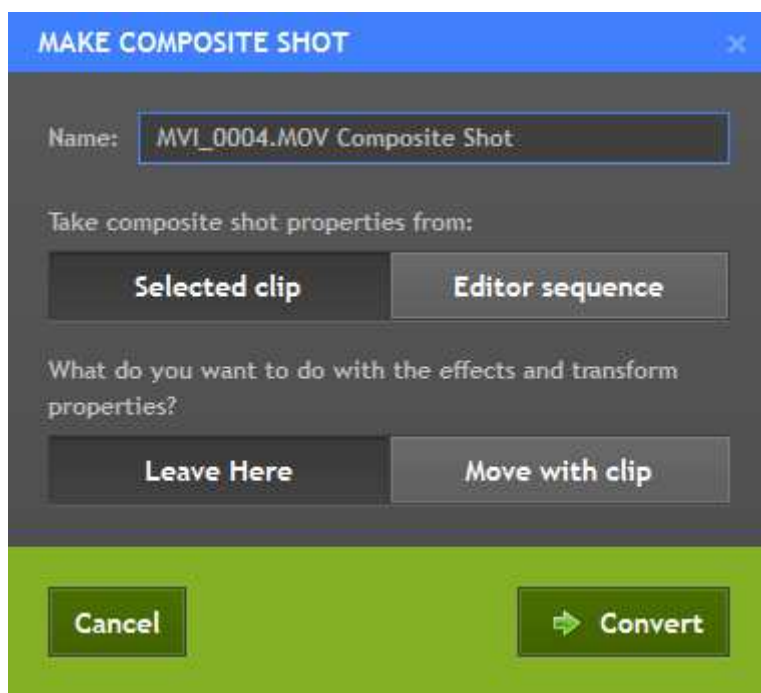 MAKE COMPOSITE SHOT
Name: MVI_0004.MOV Composite Shot
Take composite shot properties from:
Selected clip Editor sequence
What do you want to do with the effects and transform
properties?
Leave Here Move with clip
Cancel Convert